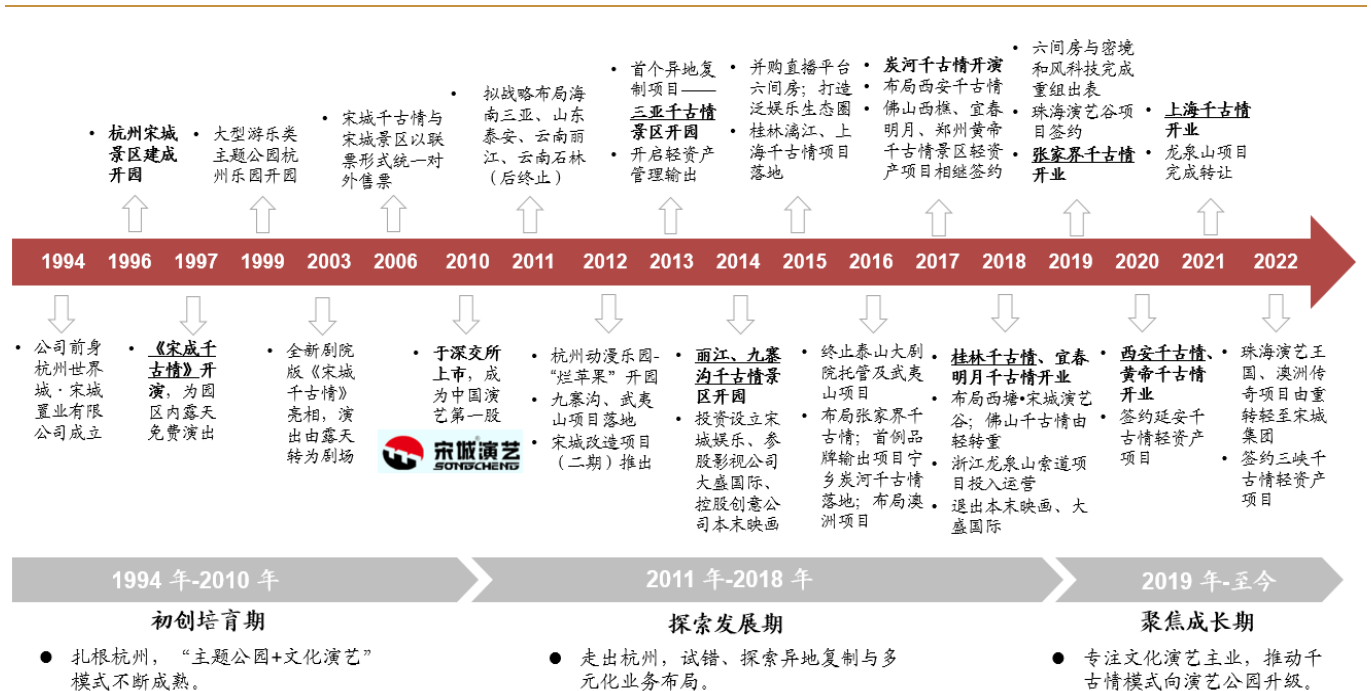 • 杭州宋城
景区建成
开园
• 大型游乐类
主题公园杭
州乐园开园
• 宋城千古情与
宋城景区以联
票形式统一对
外售票
• 拟战略布局海
南三亚、山东
泰安、云南丽
江、云南石林
（后终止）
• 首个异地复
制项目——
三亚千古情
景区开园
• 开启轻资产
管理输出
• 并购直播平台
六间房；打造
泛娱乐生态圈
• 桂林漓江、上
海千古情项目
落地
• 炭河千古情开演
• 布局西安千古情
• 佛山西樵、宜春
明月、郑州黄帝
千古情景区轻资
产项目相继签约
• 六间房与密境
和风科技完成
重组出表
• 珠海演艺谷项
目签约
• 张家界千古情
开业
• 上海千古情
开业
• 龙泉山项目
完成转让
1994 1996 1997 1999 2003 2006 2010 2011 2012 2013 2014 2015 2016 2017 2018 2019 2020 2021 2022
• 公司前身
杭州世界
城·宋城
置业有限
公司成立
• 《宋成千
古情》开
演，为园
区内露天
免费演出
• 全新剧院
版《宋城
千古情》
亮相，演
出由露天
转为剧场
• 于深交所
上市，成
为中国演
艺第一股
宋城演艺
SONGCHENG
• 杭州动漫乐园-
“烂苹果”开园
• 九寨沟、武夷
山项目落地
• 宋城改造项目
（二期）推出
• 丽江、九寨
沟千古情景
区开园
• 投资设立宋
城娱乐、参
股影视公司
大盛国际、
控股创意公
司本末映画
• 终止泰山大剧
院托管及武夷
山项目
• 布局张家界千
古情；首例品
牌输出项目宁
乡炭河千古情
落地；布局澳
洲项目
• 桂林千古情、宜春
明月千古情开业
• 布局西塘•宋城演艺
谷；佛山千古情由
轻转重
• 浙江龙泉山索道项
目投入运营
• 退出本末映画、大
盛国际
• 西安千古情、
黄帝千古情
开业
• 签约延安千
古情轻资产
项目
• 珠海演艺王
国、澳洲传
奇项目由重
转轻至宋城
集团
• 签约三峡千
古情轻资产
项目
1994 年-2010 年
2011 年-2018 年
2019 年-至今
初创培育期
探索发展期
聚焦成长期
● 扎根杭州，“主题公园+文化演艺”
模式不断成熟。
● 走出杭州，试错、探索异地复制与多
元化业务布局。
● 专注文化演艺主业，推动千
古情模式向演艺公园升级。